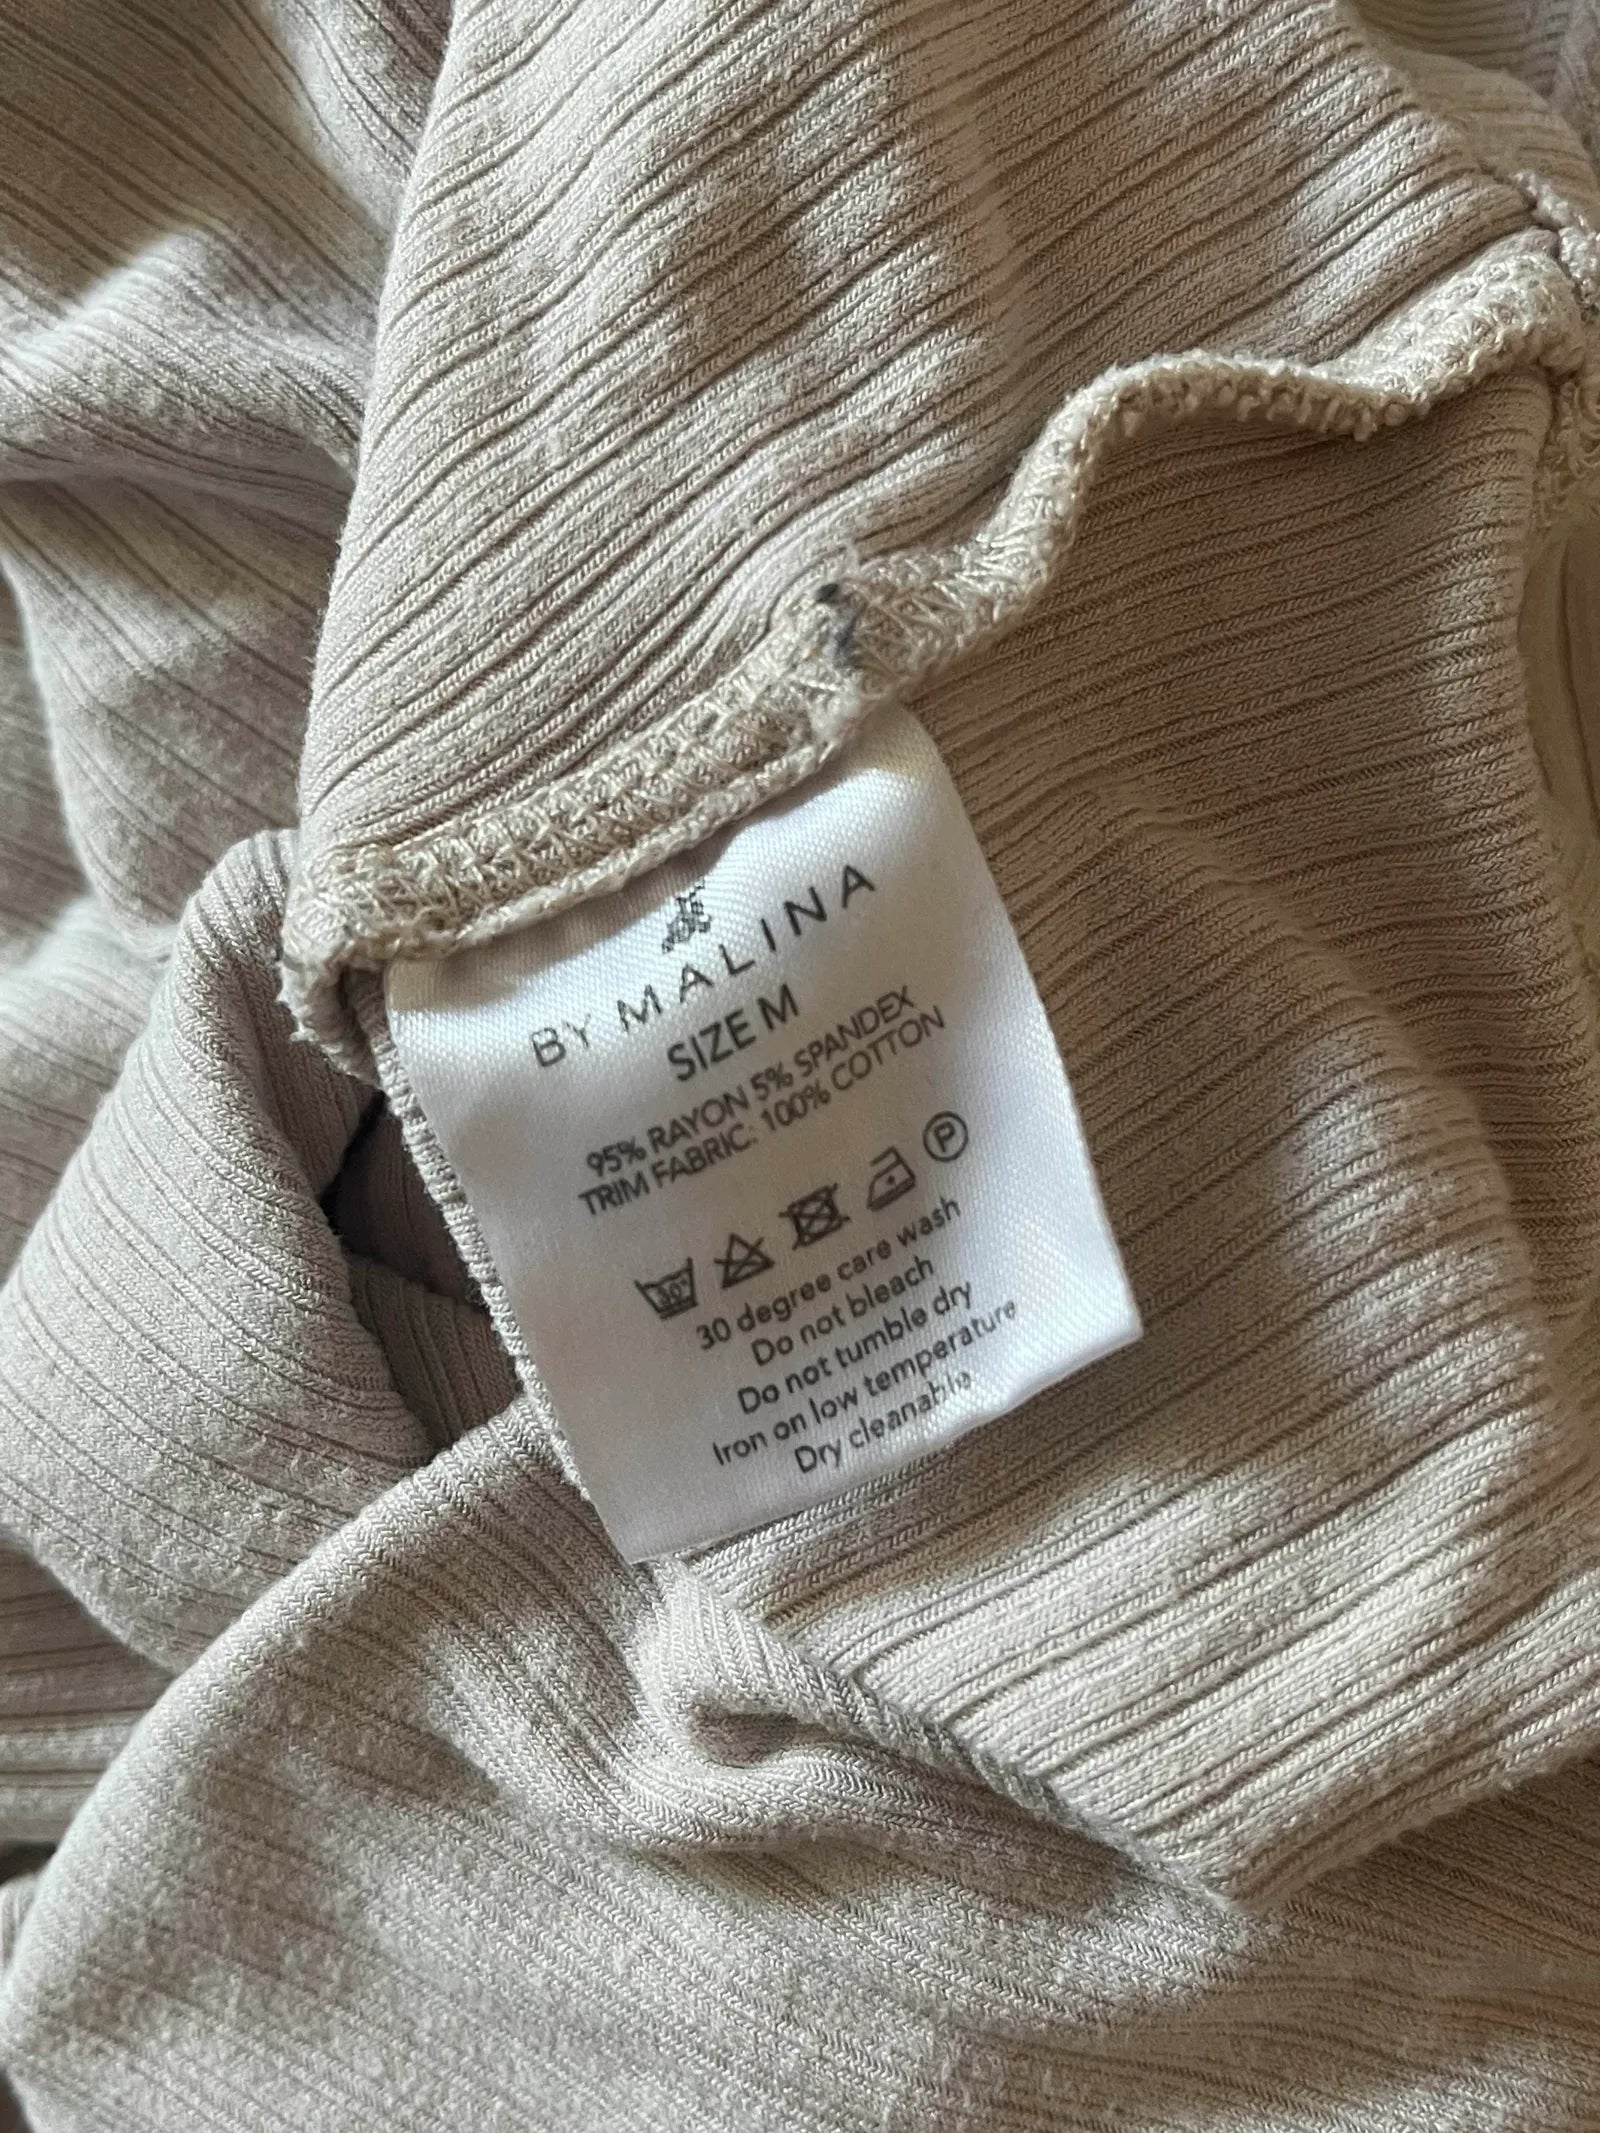 BY MALINA
SIZE M
95% RAYON 5% SPANDEX
TRIM FABRIC: 100% COTTON
30° P
30 degree care wash
Do not bleach
Do not tumble dry
Iron on low temperature
Dry cleanable